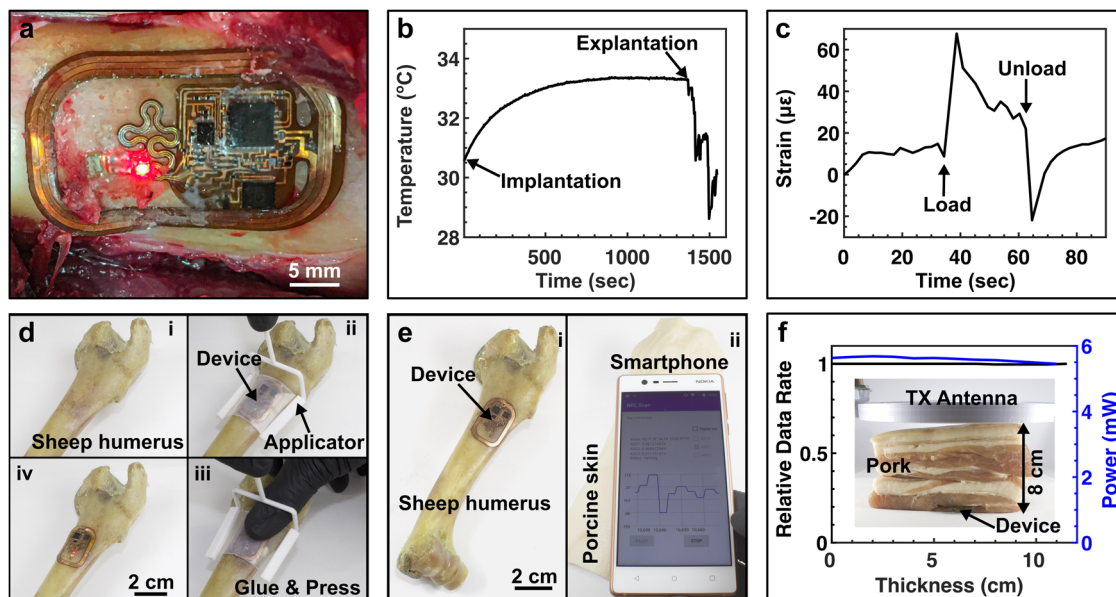 a
5 mm
b
Temperature (°C)
34
32
30
28
500
1000
1500
Time (sec)
Implantation
Explantation
c
Strain (με)
60
40
20
0
-20
0
20
40
60
80
Time (sec)
Load
Unload
d
i
Sheep humerus
ii
Device
Applicator
iv
2 cm
iii
Glue & Press
e
i
Device
Sheep humerus
2 cm
ii
Smartphone
NOKIA
Porcine skin
STOP
f
Relative Data Rate
1
0.5
0
0
5
10
Thickness (cm)
6
4
2
0
Power (mW)
TX Antenna
Pork
8 cm
Device